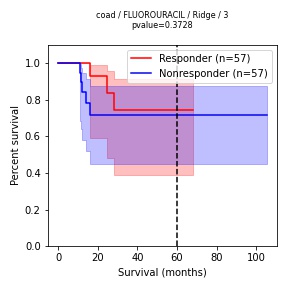 coad / FLUOROURACIL / Ridge / 3
pvalue=0.3728
Responder (n=57)
Nonresponder (n=57)
Percent survival
1.0
0.8
0.6
0.4
0.2
0.0
0 20 40 60 80 100
Survival (months)